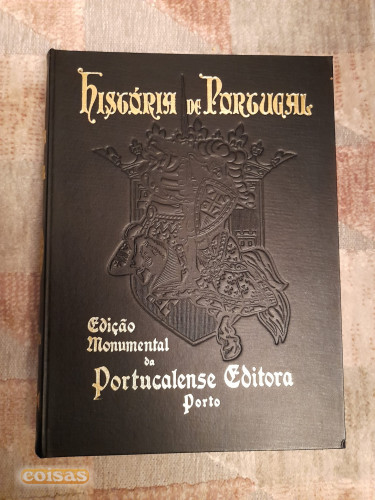 História de Portugal
Edição
Monumental
da
Portucalense Editora
Porto
coisas